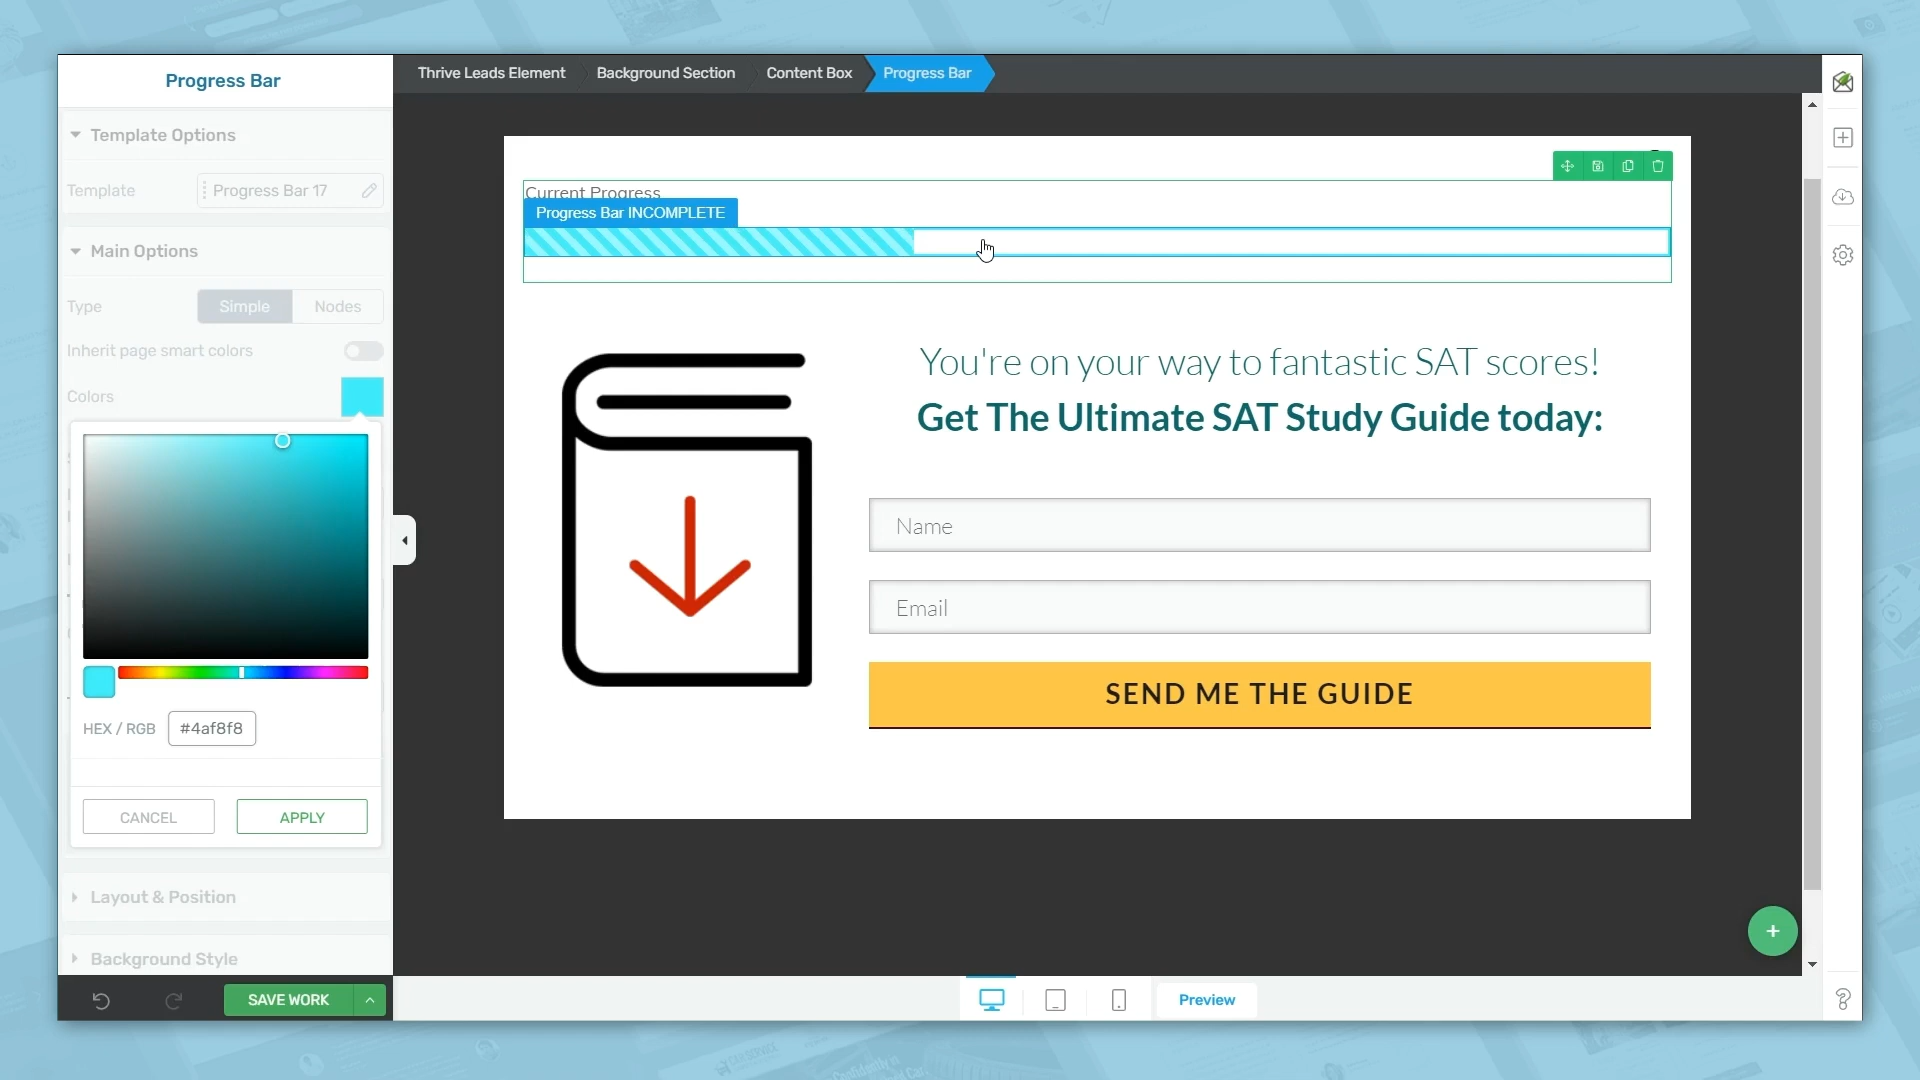 Progress Bar
Thrive Leads Element
Background Section
Content Box
Progress Bar
Template Options
Template
Progress Bar 17
Main Options
Type
Simple
Nodes
Inherit page smart colors
Colors
HEX / RGB
#4af8f8
CANCEL
APPLY
Layout & Position
Background Style
SAVE WORK
Current Progress
Progress Bar INCOMPLETE
You're on your way to fantastic SAT scores!
Get The Ultimate SAT Study Guide today:
Name
Email
SEND ME THE GUIDE
Preview